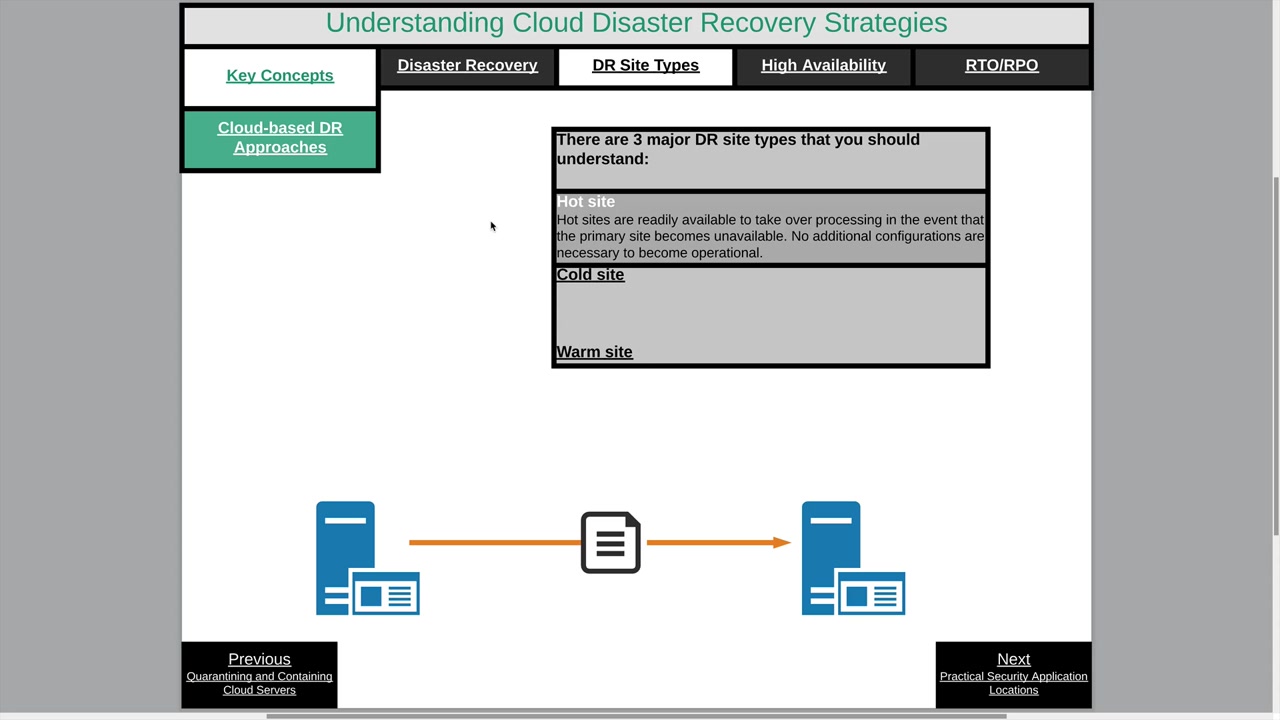 Understanding Cloud Disaster Recovery Strategies
Key Concepts
Disaster Recovery
DR Site Types
High Availability
RTO/RPO
Cloud-based DR
Approaches
There are 3 major DR site types that you should
understand:
Hot site
Hot sites are readily available to take over processing in the event that
the primary site becomes unavailable. No additional configurations are
necessary to become operational.
Cold site
Warm site
Previous
Quarantining and Containing
Cloud Servers
Next
Practical Security Application
Locations